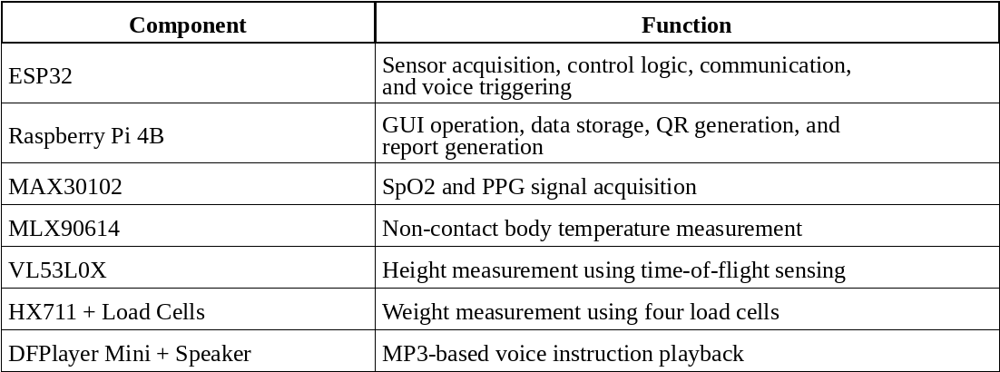 Component Function
ESP32 Sensor acquisition, control logic, communication,
and voice triggering
Raspberry Pi 4B GUI operation, data storage, QR generation, and
report generation
MAX30102 SpO2 and PPG signal acquisition
MLX90614 Non-contact body temperature measurement
VL53L0X Height measurement using time-of-flight sensing
HX711 + Load Cells Weight measurement using four load cells
DFPlayer Mini + Speaker MP3-based voice instruction playback